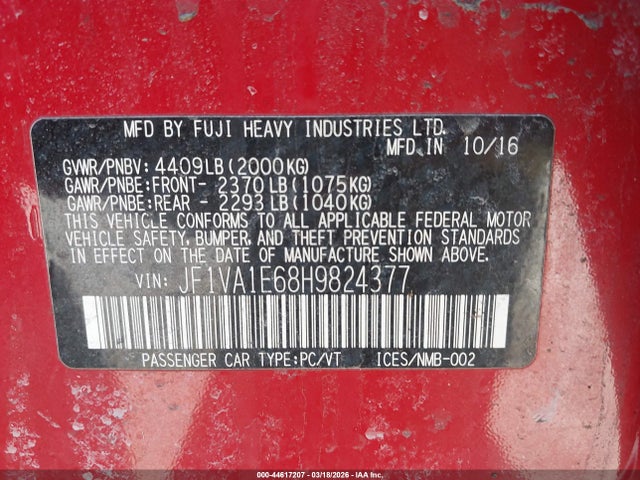 MFD BY FUJI HEAVY INDUSTRIES LTD.
MFD IN 10/16
GVWR/PNBV: 4409LB(2000KG)
GAWR/PNBE:FRONT- 2370LB(1075KG)
GAWR/PNBE:REAR - 2293LB(1040KG)
THIS VEHICLE CONFORMS TO ALL APPLICABLE FEDERAL MOTOR
VEHICLE SAFETY, BUMPER, AND THEFT PREVENTION STANDARDS
IN EFFECT ON THE DATE OF MANUFACTURE SHOWN ABOVE.
VIN: JF1VA1E68H9824377
PASSENGER CAR TYPE:PC/VT ICES/NMB-002
000-44617207 - 03/18/2026 - IAA Inc.